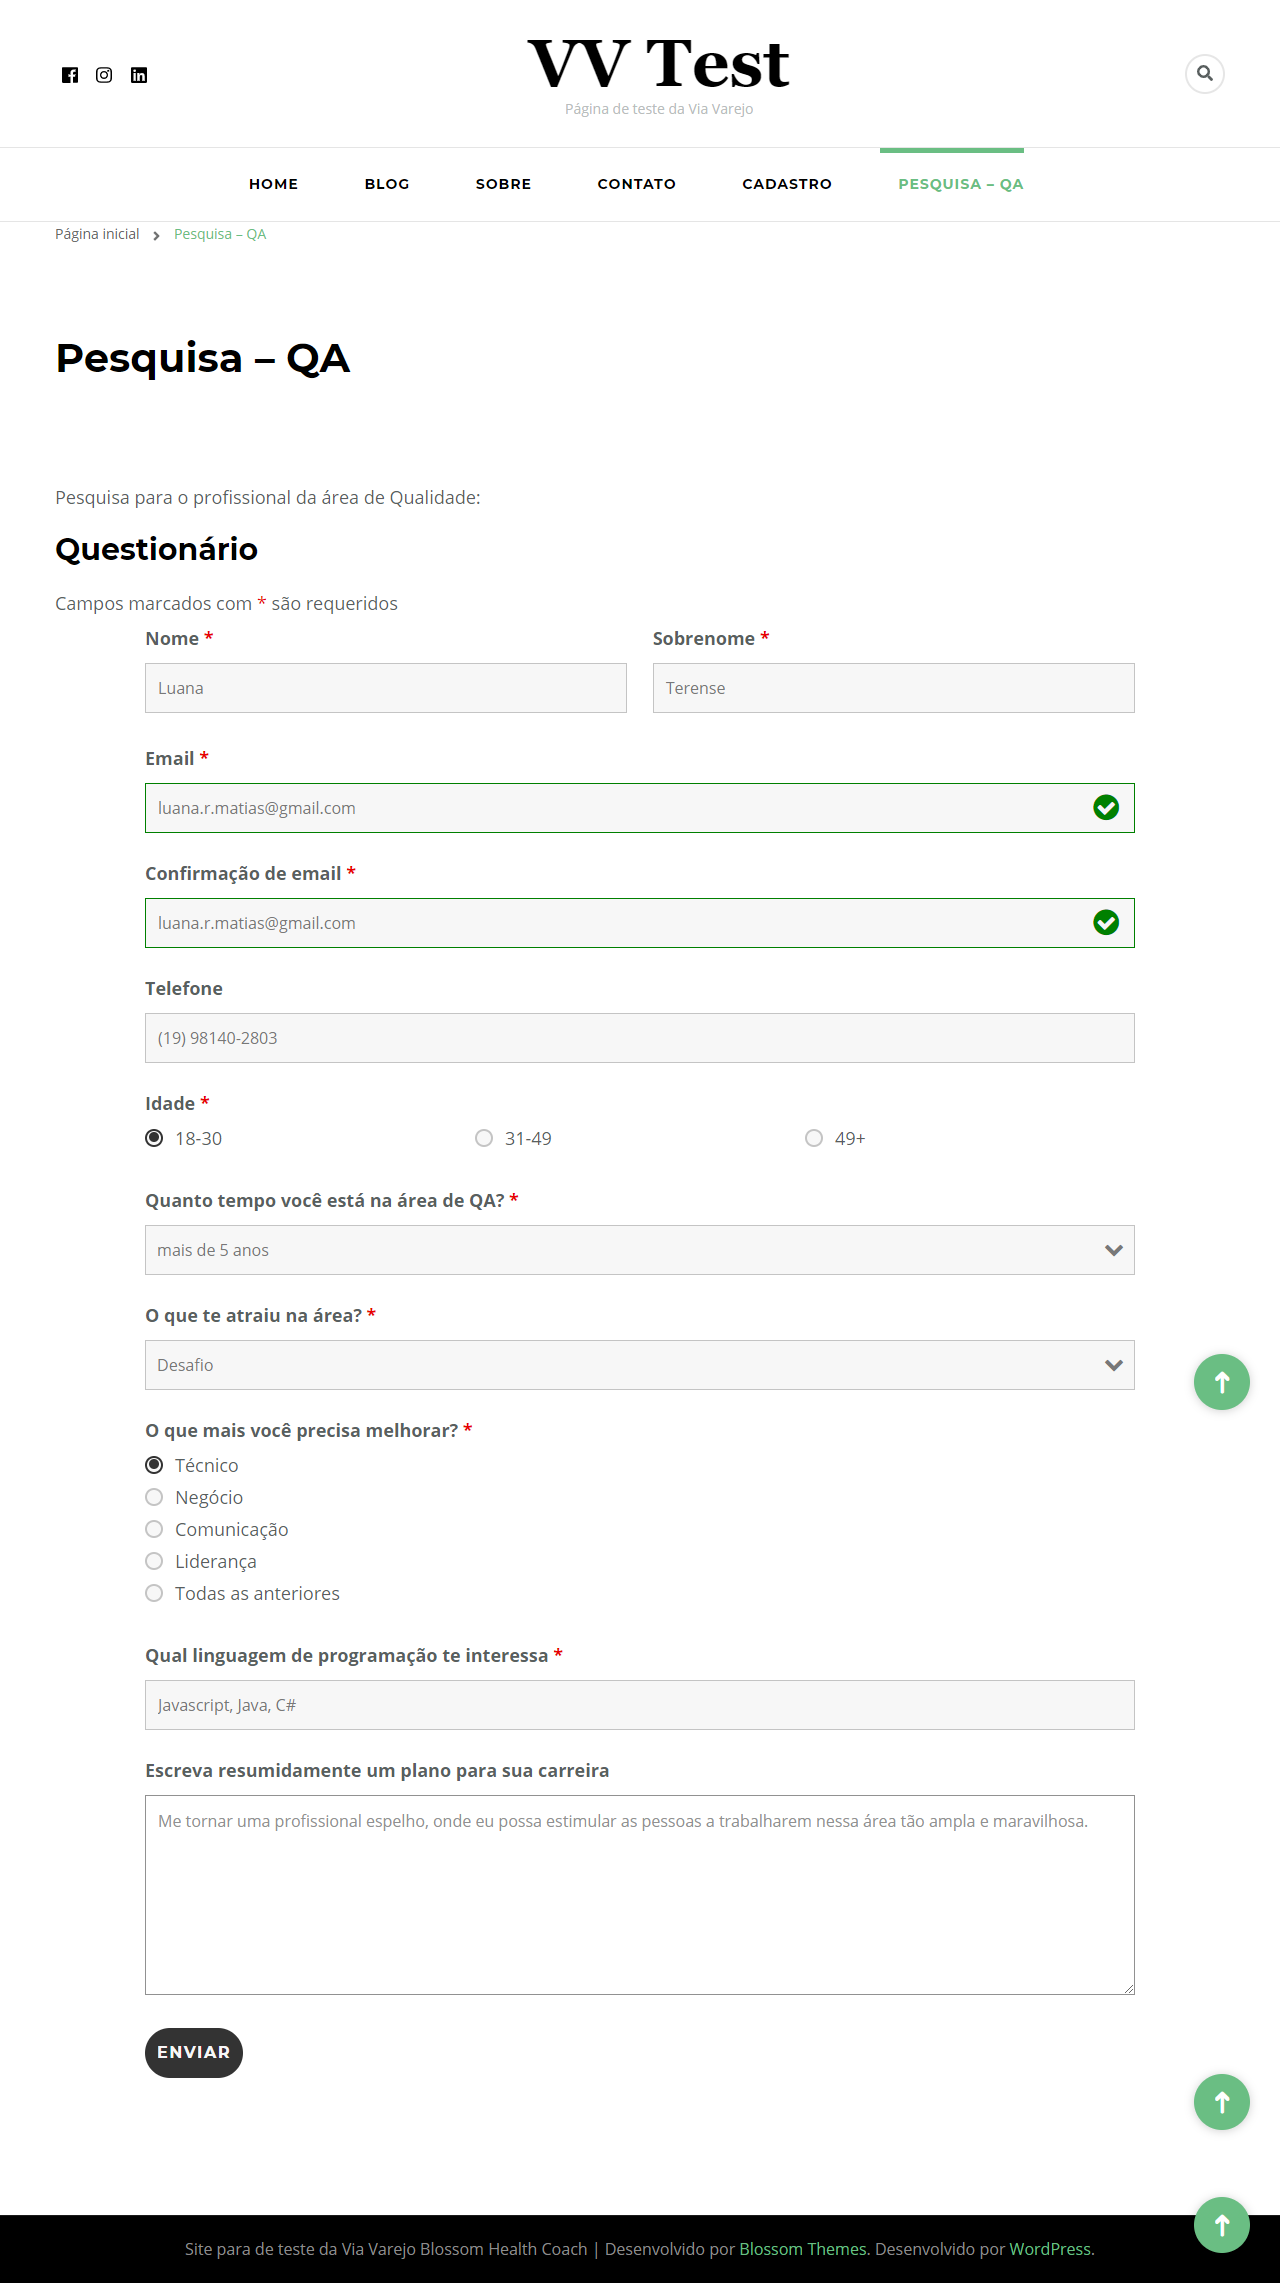 VV Test
Página de teste da Via Varejo
HOME BLOG SOBRE CONTATO CADASTRO PESQUISA – QA
Página inicial Pesquisa – QA
Pesquisa – QA
Pesquisa para o profissional da área de Qualidade:
Questionário
Campos marcados com * são requeridos
Nome * Sobrenome *
Luana Terense
Email *
luana.r.matias@gmail.com
Confirmação de email *
luana.r.matias@gmail.com
Telefone
(19) 98140-2803
Idade *
18-30 31-49 49+
Quanto tempo você está na área de QA? *
mais de 5 anos
O que te atraiu na área? *
Desafio
O que mais você precisa melhorar? *
Técnico
Negócio
Comunicação
Liderança
Todas as anteriores
Qual linguagem de programação te interessa *
Javascript, Java, C#
Escreva resumidamente um plano para sua carreira
Me tornar uma profissional espelho, onde eu possa estimular as pessoas a trabalharem nessa área tão ampla e maravilhosa.
ENVIAR
Site para de teste da Via Varejo Blossom Health Coach | Desenvolvido por Blossom Themes. Desenvolvido por WordPress.